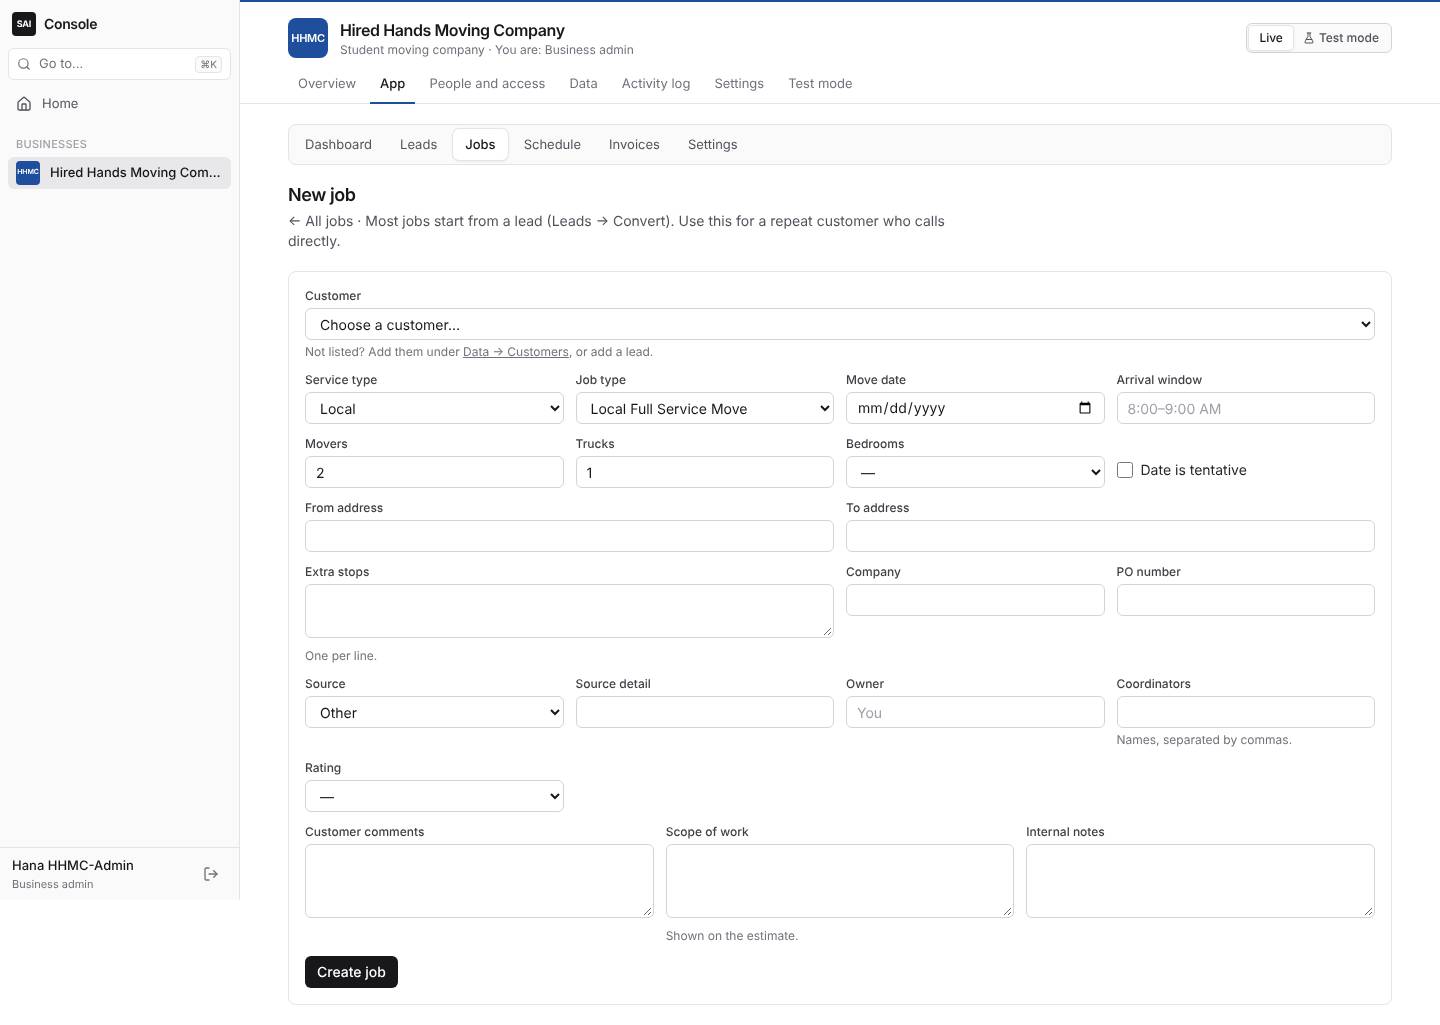 SAI Console
Go to... ⌘K
Home
BUSINESSES
HHMC Hired Hands Moving Com...
Hana HHMC-Admin
Business admin
HHMC
Hired Hands Moving Company
Student moving company · You are: Business admin
Live Test mode
Overview App People and access Data Activity log Settings Test mode
Dashboard Leads Jobs Schedule Invoices Settings
New job
← All jobs · Most jobs start from a lead (Leads → Convert). Use this for a repeat customer who calls
directly.
Customer
Choose a customer...
Not listed? Add them under Data → Customers, or add a lead.
Service type Job type Move date Arrival window
Local Local Full Service Move mm/dd/yyyy 8:00–9:00 AM
Movers Trucks Bedrooms
2 1 — Date is tentative
From address To address
Extra stops Company PO number
One per line.
Source Source detail Owner Coordinators
Other You
Names, separated by commas.
Rating
—
Customer comments Scope of work Internal notes
Shown on the estimate.
Create job